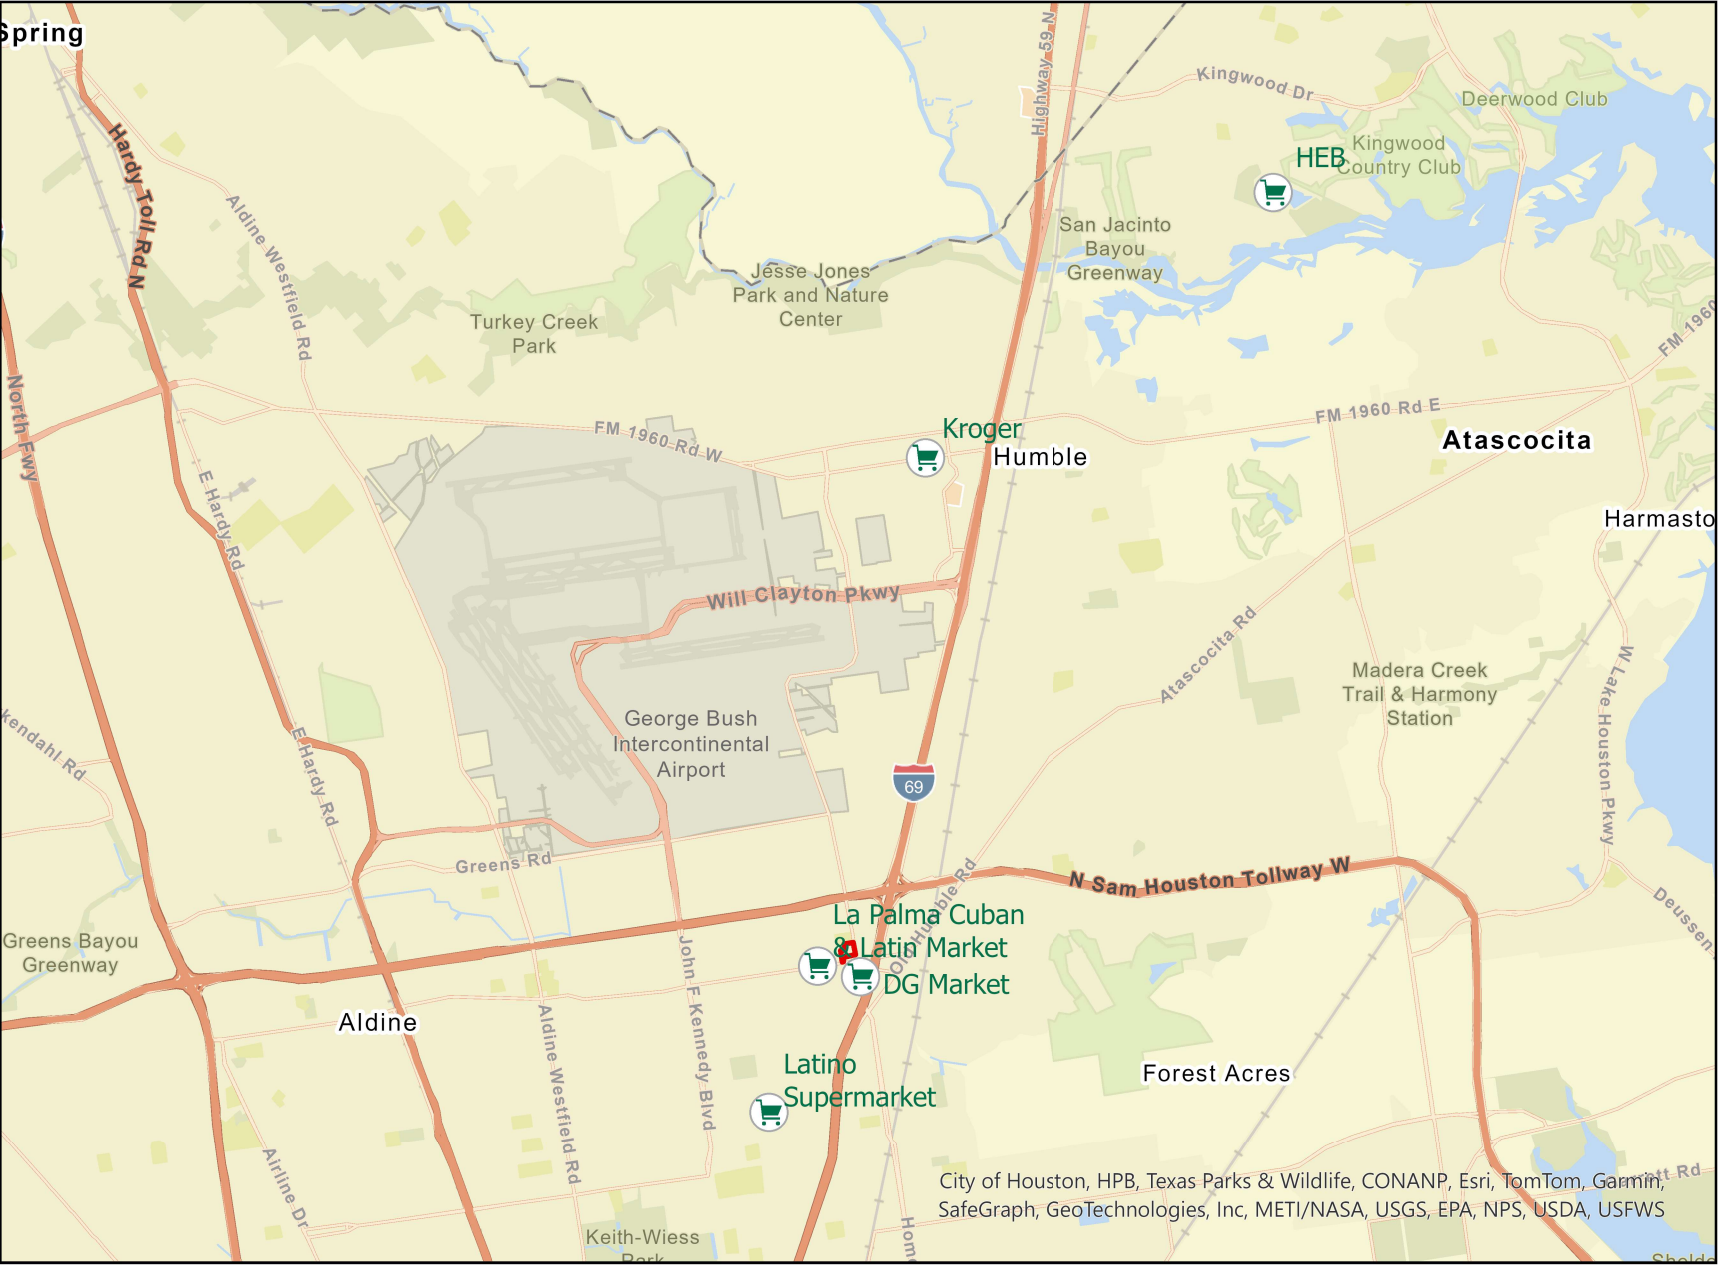 Spring
Highway 59 N
Kingwood Dr
Deerwood Club
Hardy Toll Rd N
HEB
Kingwood
Country Club
Aldine Westfield Rd
San Jacinto
Bayou
Greenway
Jesse Jones
Park and Nature
Center
Turkey Creek
Park
FM 1960
North Fwy
FM 1960 Rd W
Kroger
Humble
FM 1960 Rd E
Atascocita
E Hardy Rd
Harmasto
Will Clayton Pkwy
Atascocita Rd
Madera Creek
Trail & Harmony
Station
W Lake Houston Pkwy
kendahl Rd
George Bush
Intercontinental
Airport
E Hardy Rd
69
Greens Rd
N Sam Houston Tollway W
Old Humble Rd
Deussen
La Palma Cuban
& Latin Market
DG Market
Greens Bayou
Greenway
John F Kennedy Blvd
Aldine
Aldine Westfield Rd
Latino
Supermarket
Forest Acres
Airline Dr
City of Houston, HPB, Texas Parks & Wildlife, CONANP, Esri, TomTom, Garmin,
SafeGraph, GeoTechnologies, Inc, METI/NASA, USGS, EPA, NPS, USDA, USFWS
Keith-Wiess
Park